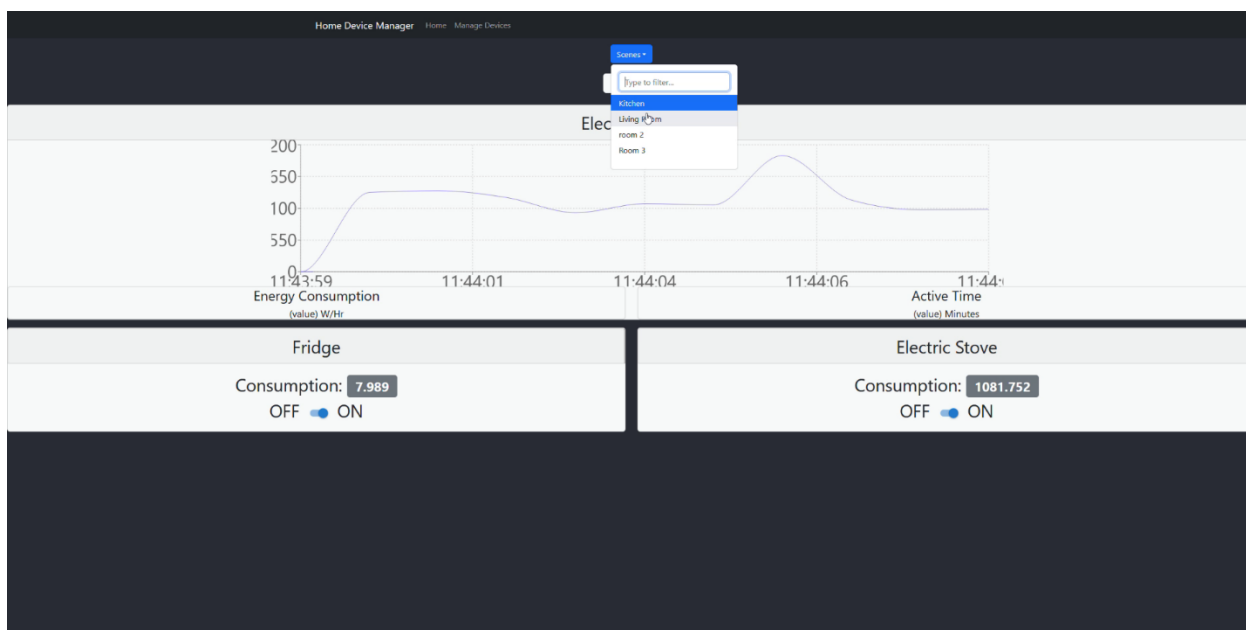 Home Device Manager Home Manage Devices
Scenes
Type to filter...
Kitchen
Living
room 2
Room 3
Elec
200
550
100
550
0
11:43:59 11:44:01 11:44:04 11:44:06 11:44:
Energy Consumption
(value) W/Hr
Active Time
(value) Minutes
Fridge
Consumption: 7.989
OFF ON
Electric Stove
Consumption: 1081.752
OFF ON